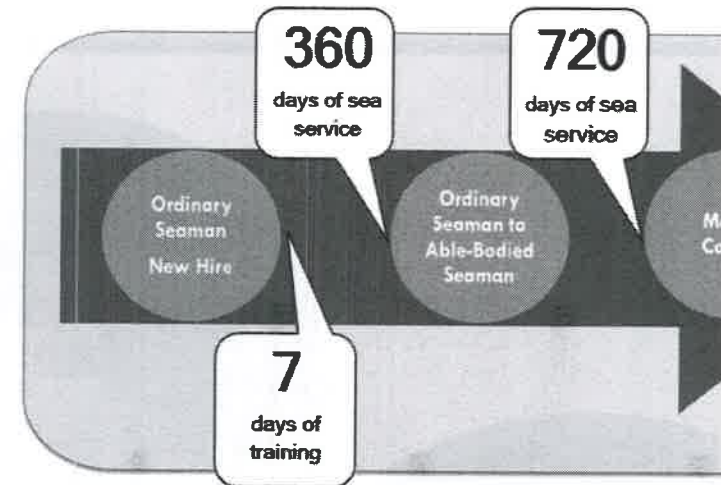 360
days of sea
service
720
days of sea
service
Ordinary
Seaman
New Hire
Ordinary
Seaman to
Able-Bodied
Seaman
7
days of
training